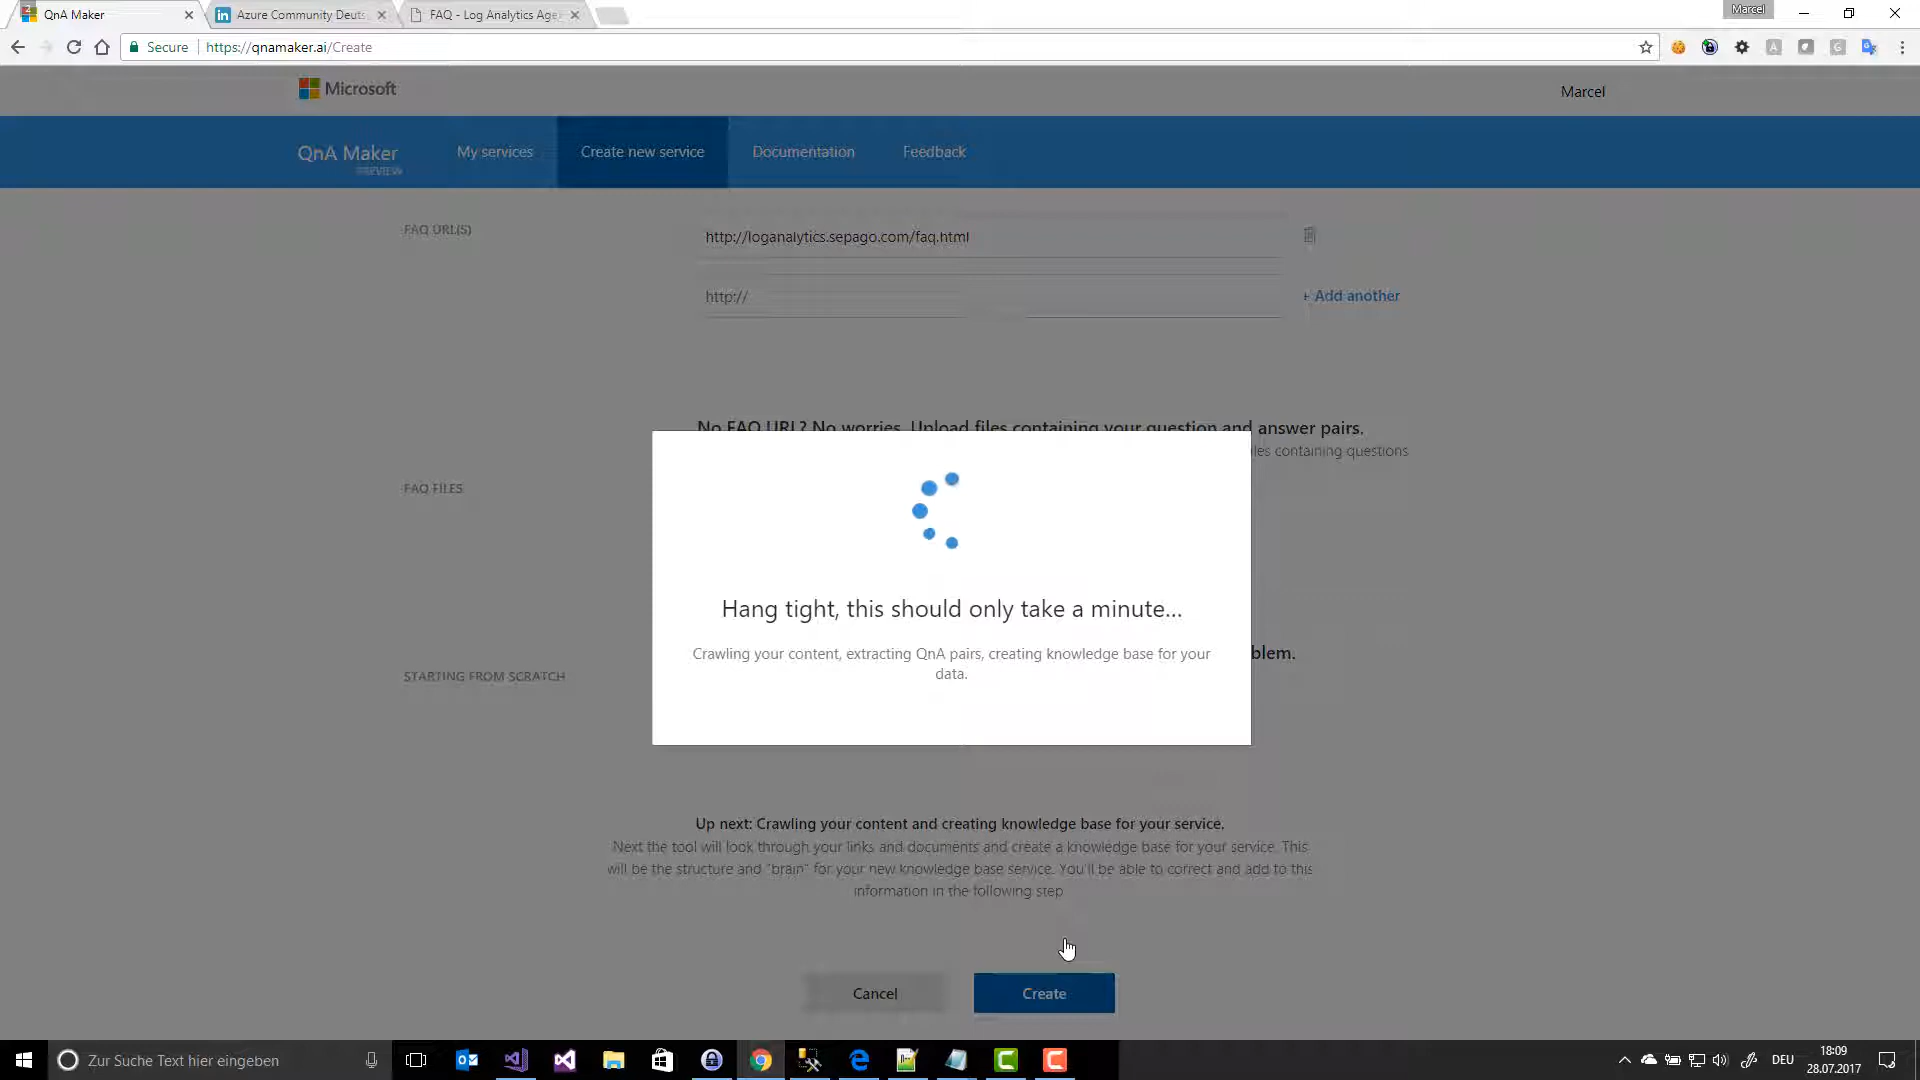 QnA Maker
Azure Community Deuts
FAQ - Log Analytics Age
Marcel
Secure
https://qnamaker.ai/Create
Microsoft
Marcel
QnA Maker
PREVIEW
My services
Create new service
Documentation
Feedback
FAQ URL(S)
http://loganalytics.sepago.com/faq.html
http://
+ Add another
No FAQ URL? No worries. Upload files containing your question and answer pairs.
les containing questions
FAQ FILES
Hang tight, this should only take a minute...
Crawling your content, extracting QnA pairs, creating knowledge base for your
data.
blem.
STARTING FROM SCRATCH
Up next: Crawling your content and creating knowledge base for your service.
Next the tool will look through your links and documents and create a knowledge base for your service. This
will be the structure and "brain" for your new knowledge base service. You'll be able to correct and add to this
information in the following step
Cancel
Create
Zur Suche Text hier eingeben
DEU
18:09
28.07.2017